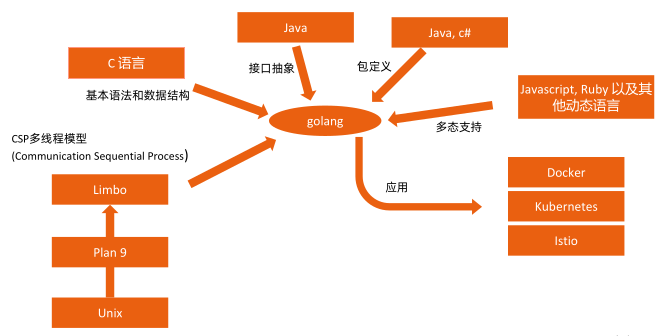 Java
Java, c#
C 语言
接口抽象
包定义
基本语法和数据结构
Javascript, Ruby 以及其
他动态语言
golang
多态支持
CSP多线程模型
(Communication Sequential Process)
Limbo
Plan 9
Unix
应用
Docker
Kubernetes
Istio